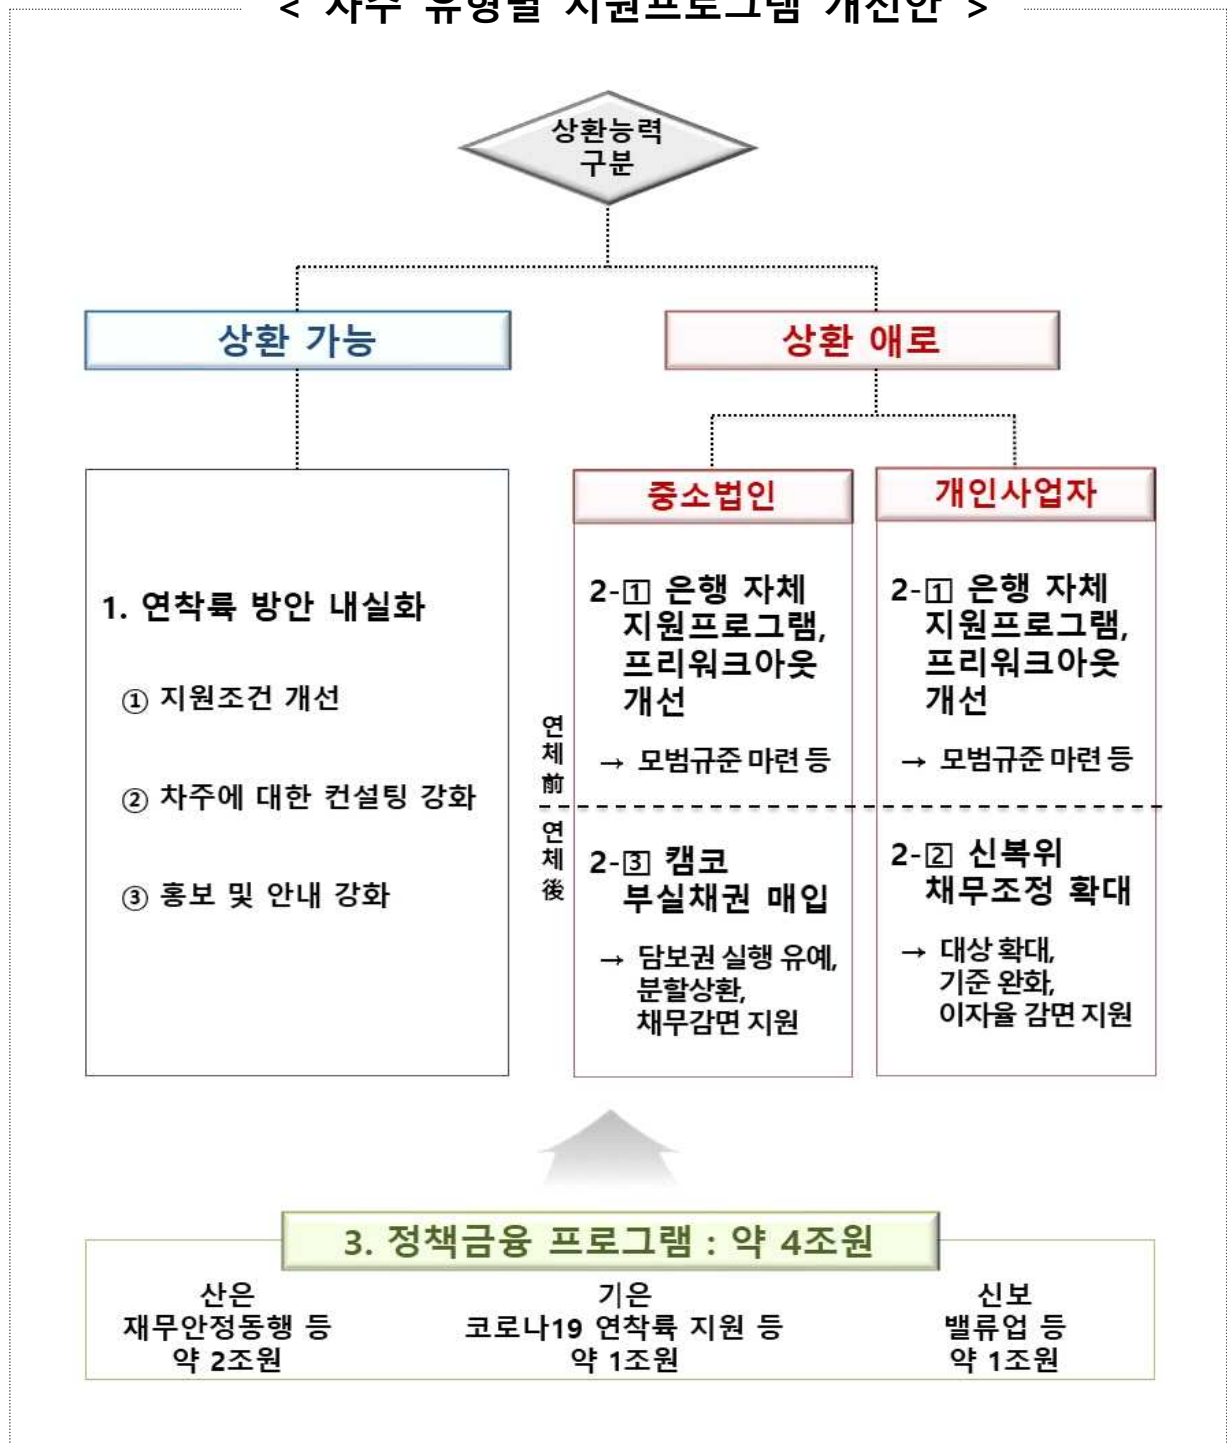 < 차주 유형별 지원프로그램 개선안 >
상환능력
구분
상환 가능
상환 애로
1. 연착륙 방안 내실화
① 지원조건 개선
② 차주에 대한 컨설팅 강화
③ 홍보 및 안내 강화
연체前
연체後
중소법인
2-1 은행 자체
지원프로그램,
프리워크아웃
개선
→ 모범규준 마련 등
2-3 캠코
부실채권 매입
→ 담보권 실행 유예,
분할상환,
채무감면 지원
개인사업자
2-1 은행 자체
지원프로그램,
프리워크아웃
개선
→ 모범규준 마련 등
2-2 신복위
채무조정 확대
→ 대상 확대,
기준 완화,
이자율 감면 지원
3. 정책금융 프로그램 : 약 4조원
산은
재무안정동행 등
약 2조원
기은
코로나19 연착륙 지원 등
약 1조원
신보
밸류업 등
약 1조원